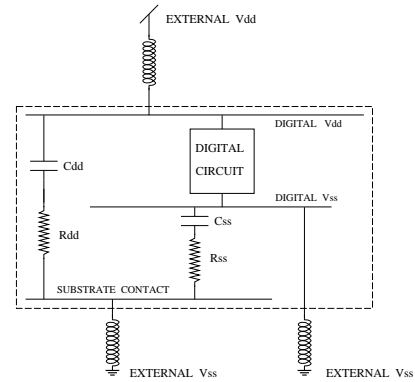 EXTERNAL Vdd
DIGITAL Vdd
DIGITAL
CIRCUIT
Cdd
DIGITAL Vss
Css
Rdd
Rss
SUBSTRATE CONTACT
EXTERNAL Vss
EXTERNAL Vss